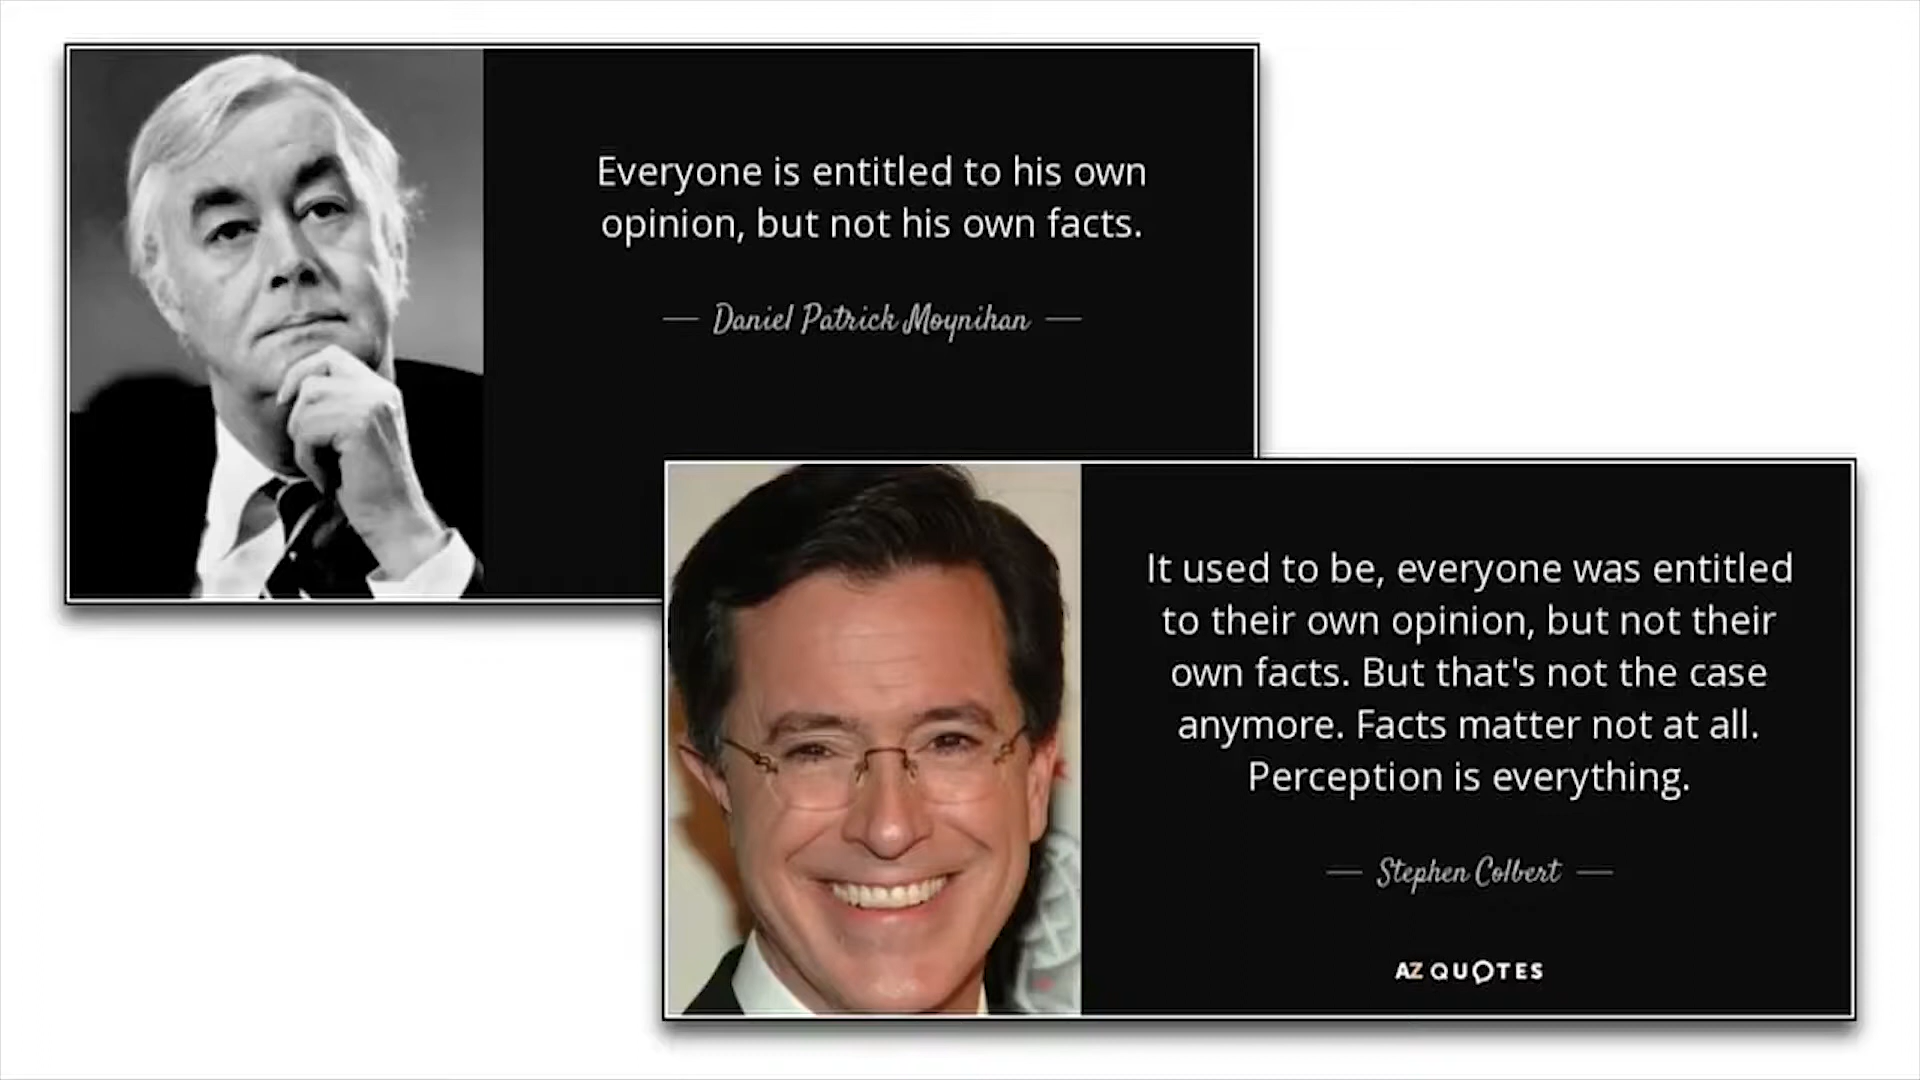 Everyone is entitled to his own
opinion, but not his own facts.
— Daniel Patrick Moynihan —
It used to be, everyone was entitled
to their own opinion, but not their
own facts. But that's not the case
anymore. Facts matter not at all.
Perception is everything.
— Stephen Colbert —
AZ QUOTES